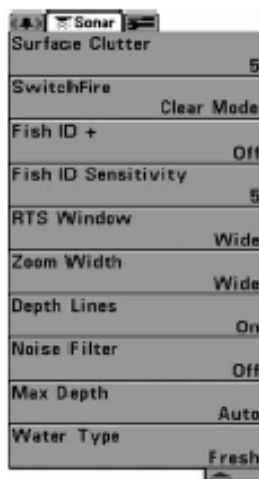 Sonar
Surface Clutter
5
SwitchFire
Clear Mode
Fish ID +
Off
Fish ID Sensitivity
5
RTS Window
Wide
Zoom Width
Wide
Depth Lines
On
Noise Filter
Off
Max Depth
Auto
Water Type
Fresh